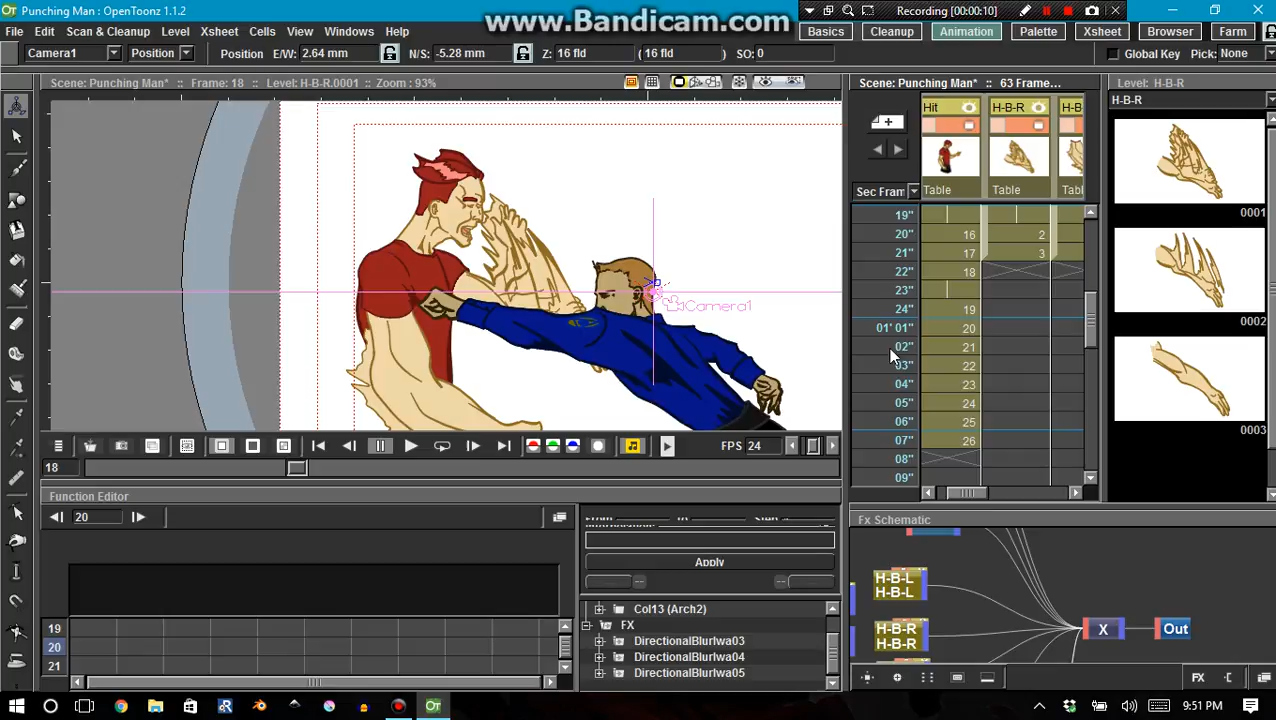 Punching Man : OpenToonz 1.1.2
www.Bandicam.com
Recording [00:00:10]
File Edit Scan & Cleanup Level Xsheet Cells View Windows Help
Basics Cleanup Animation Palette Xsheet Browser Farm
Camera1 Position Position E/W: 2.64 mm N/S: -5.28 mm Z: 16 fld (16 fld ) SO: 0 Global Key Pick: None
Scene: Punching Man* :: Frame: 18 :: Level: H-B-R.0001 :: Zoom : 93%
Scene: Punching Man* :: 63 Frame...
Level: H-B-R
H-B-R
Hit H-B-R H-B
Table Table
Sec Fram
19"
20" 16 2
21" 17 3
22" 18
23"
24" 19
01' 01" 20
02" 21
03" 22
04" 23
05" 24
06" 25
07" 26
08"
09"
0001
0002
0003
Camera1
FPS 24
18
Function Editor
20
19
20
21
Apply
Col13 (Arch2)
FX
DirectionalBlurIwa03
DirectionalBlurIwa04
DirectionalBlurIwa05
Fx Schematic
H-B-L
H-B-L
H-B-R
H-B-R
X Out
FX
9:51 PM